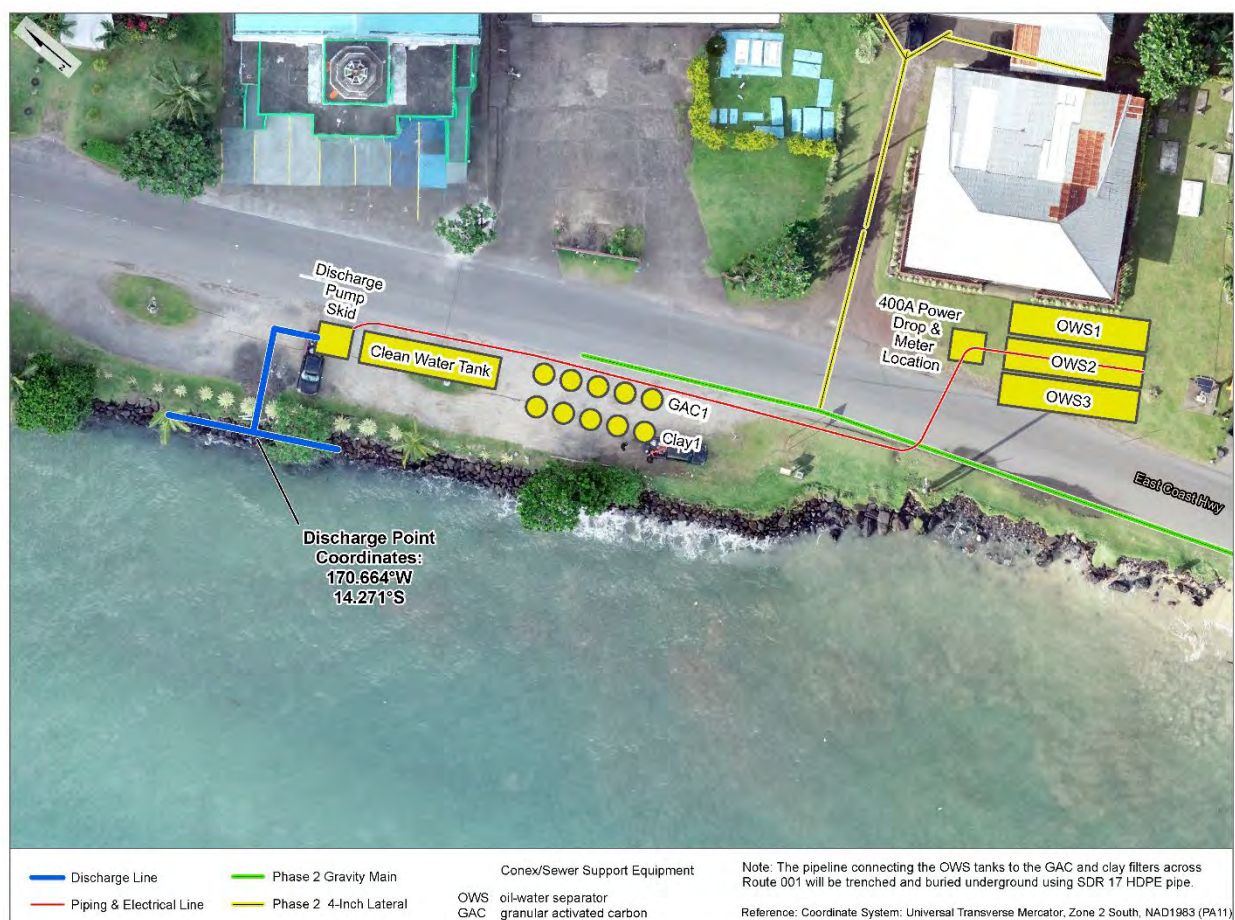 Discharge
Pump
Skid
Clean Water Tank
400A Power
Drop &
Meter
Location
OWS1
OWS2
OWS3
GAC1
Clay1
East Coast Hwy
Discharge Point
Coordinates:
170.664°W
14.271°S
Discharge Line
Piping & Electrical Line
Phase 2 Gravity Main
Phase 2 4-Inch Lateral
Conex/Sewer Support Equipment
OWS oil-water separator
GAC granular activated carbon
Note: The pipeline connecting the OWS tanks to the GAC and clay filters across
Route 001 will be trenched and buried underground using SDR 17 HDPE pipe.
Reference: Coordinate System: Universal Transverse Mercator, Zone 2 South, NAD1983 (PA11)